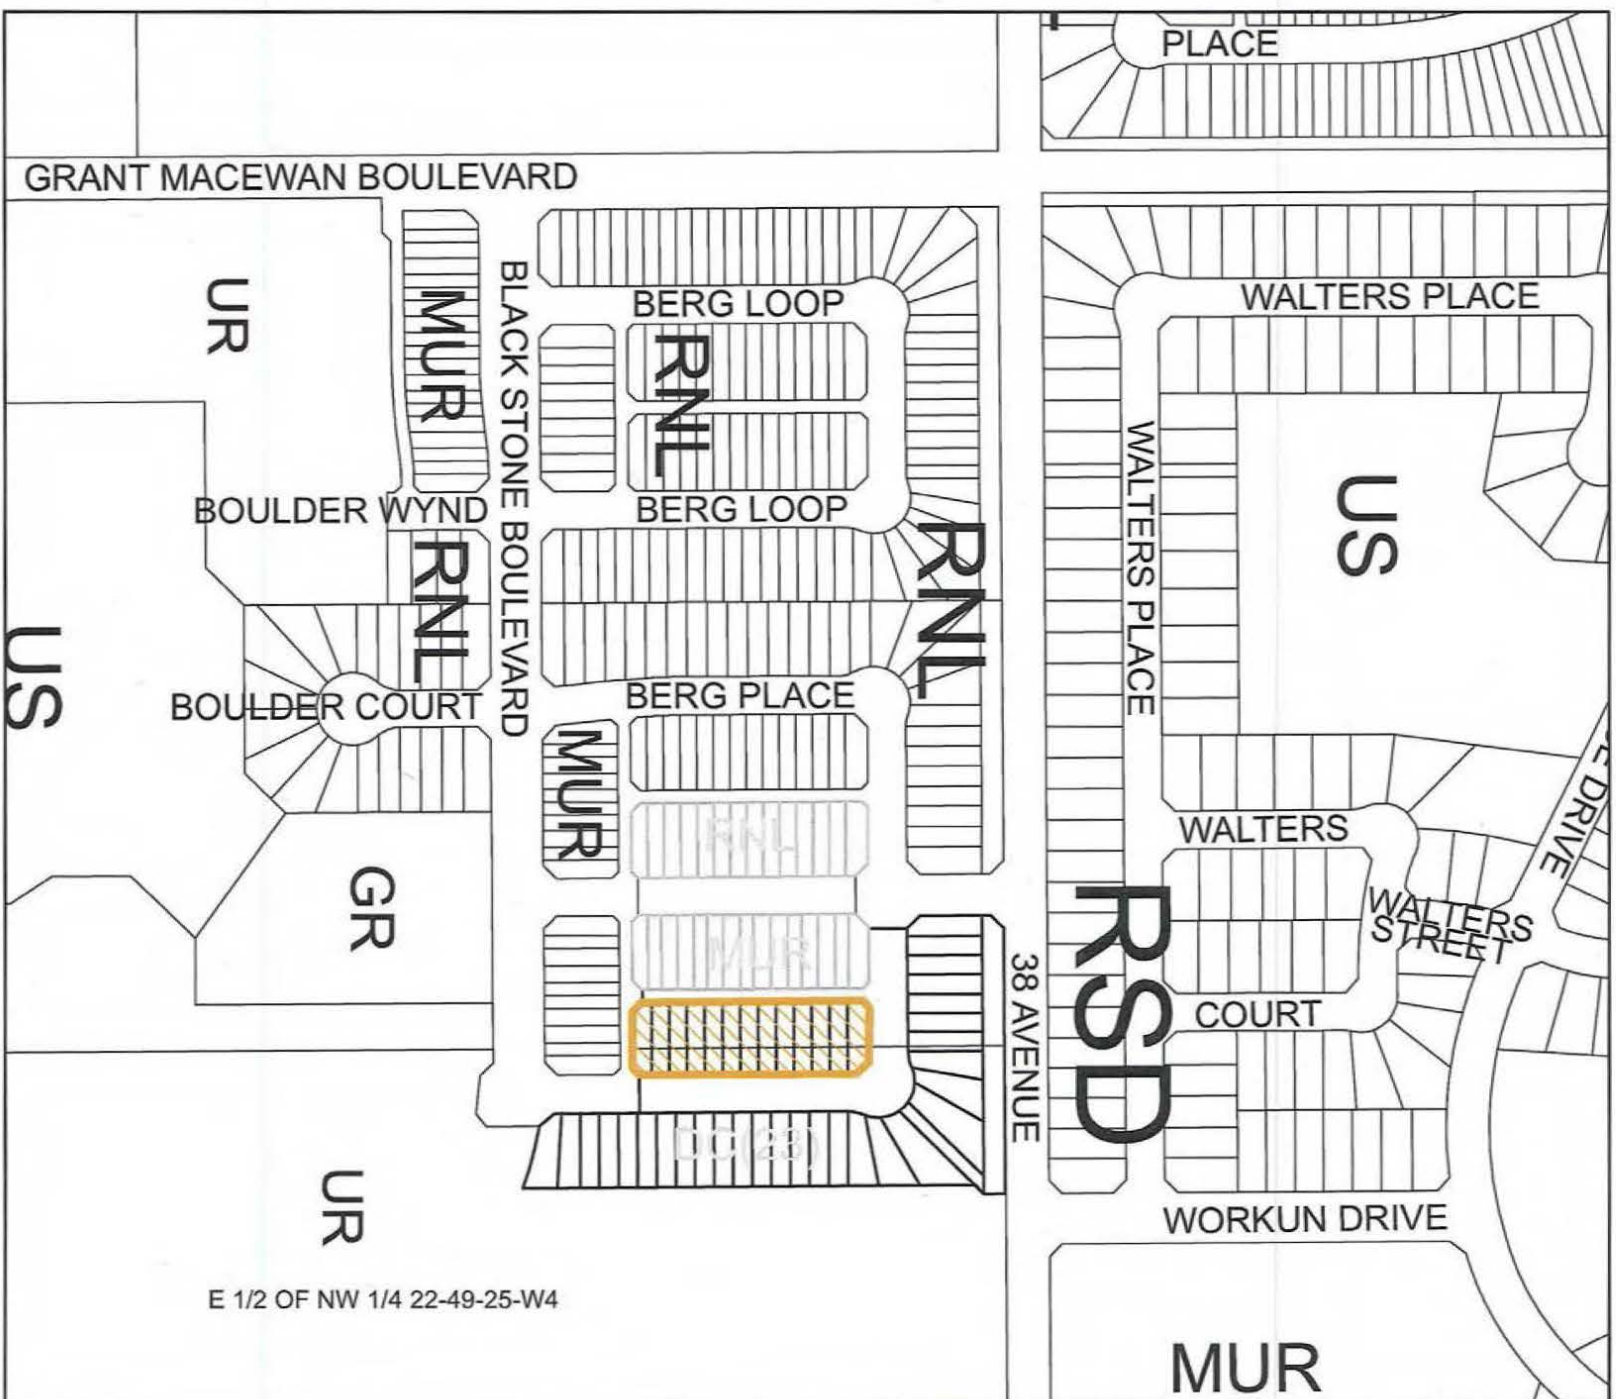 PLACE
GRANT MACEWAN BOULEVARD
UR
MUR
BLACK STONE BOULEVARD
BERG LOOP
WALTERS PLACE
RNL
BOULDER WYND
BERG LOOP
WALTERS PLACE
US
RNL
RNL
US
BOULDER COURT
BERG PLACE
MUR
RNL
WALTERS
E DRIVE
GR
WALTERS
STREET
MUR
RSD
38 AVENUE
COURT
DC(23)
UR
WORKUN DRIVE
E 1/2 OF NW 1/4 22-49-25-W4
MUR